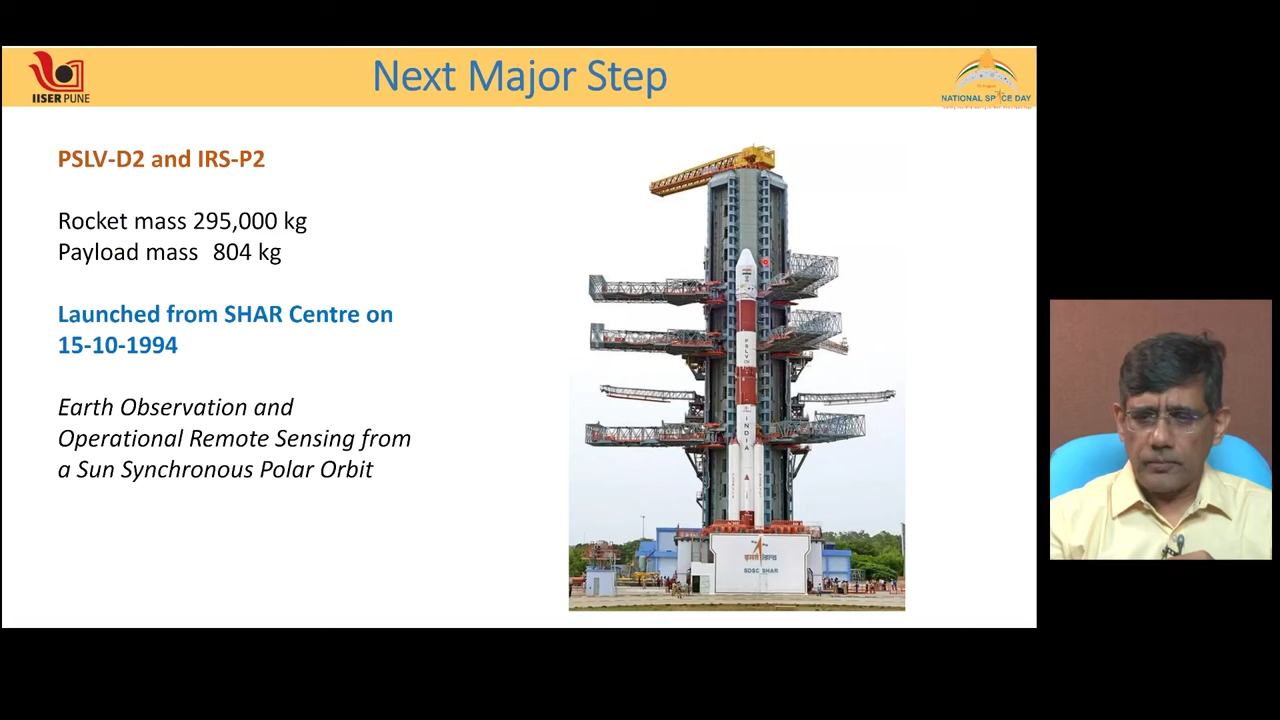 Next Major Step
IISER PUNE
NATIONAL SPACE DAY
PSLV-D2 and IRS-P2
Rocket mass 295,000 kg
Payload mass 804 kg
Launched from SHAR Centre on
15-10-1994
Earth Observation and
Operational Remote Sensing from
a Sun Synchronous Polar Orbit
PSLV
INDIA
SDSC SHAR